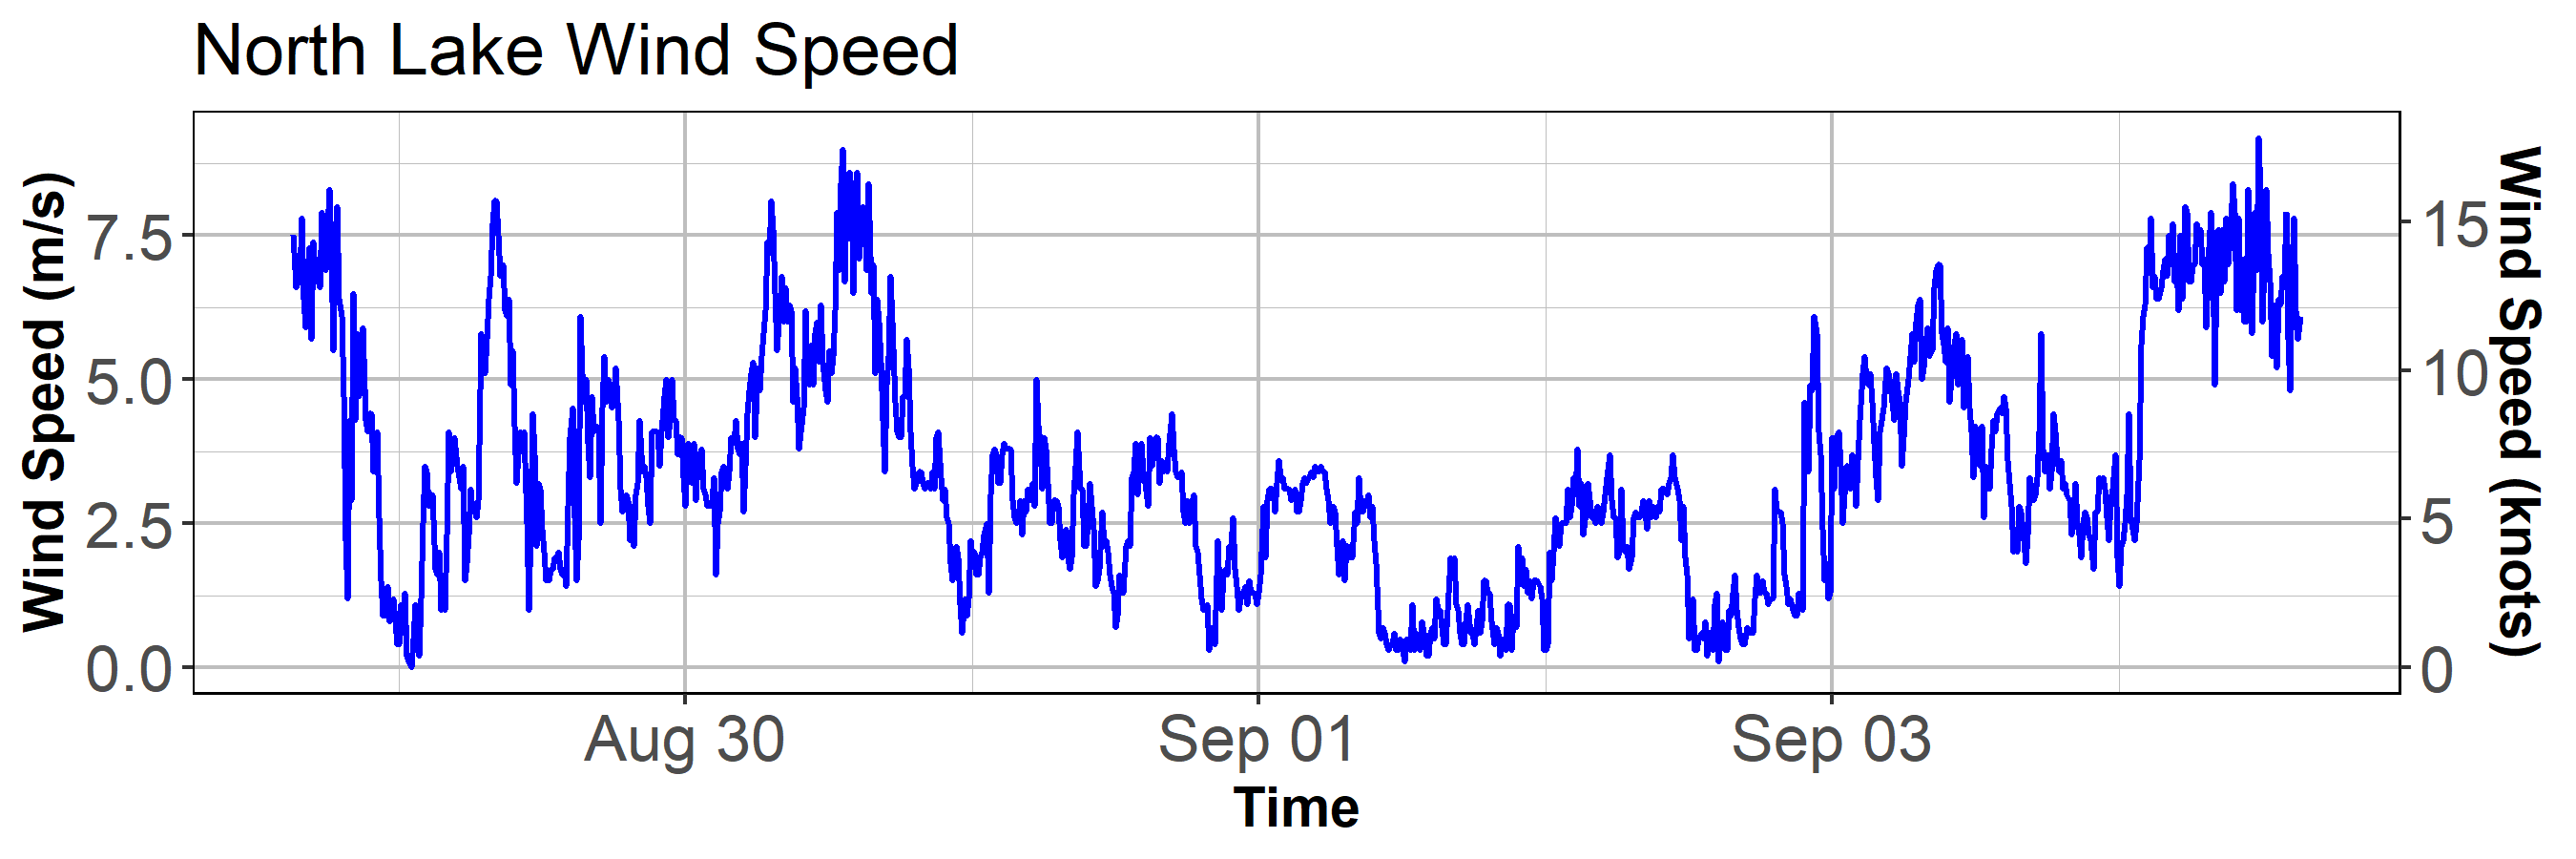 North Lake Wind Speed
Wind Speed (m/s)
7.5
5.0
2.5
0.0
15
10
5
0
Wind Speed (knots)
Aug 30
Sep 01
Sep 03
Time